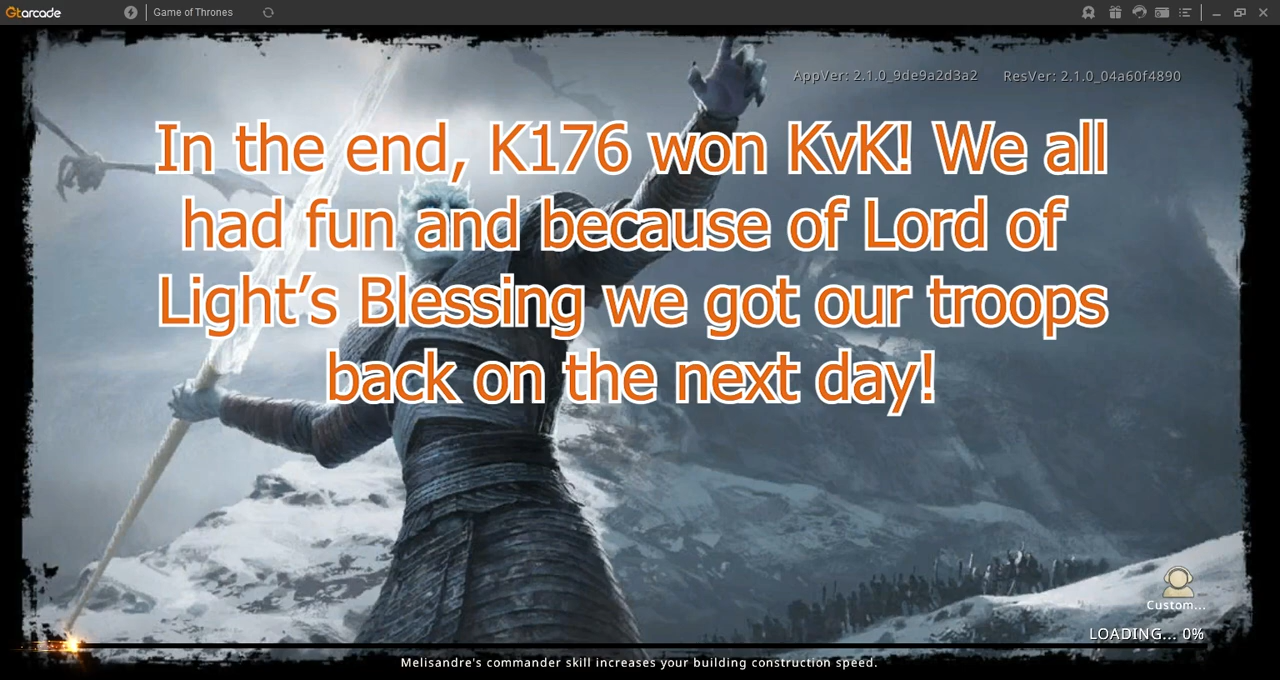 Gtarcade
Game of Thrones
AppVer: 2.1.0_9de9a2d3a2 ResVer: 2.1.0_04a60f4890
In the end, K176 won KvK! We all
had fun and because of Lord of
Light’s Blessing we got our troops
back on the next day!
Custom...
LOADING... 0%
Melisandre's commander skill increases your building construction speed.